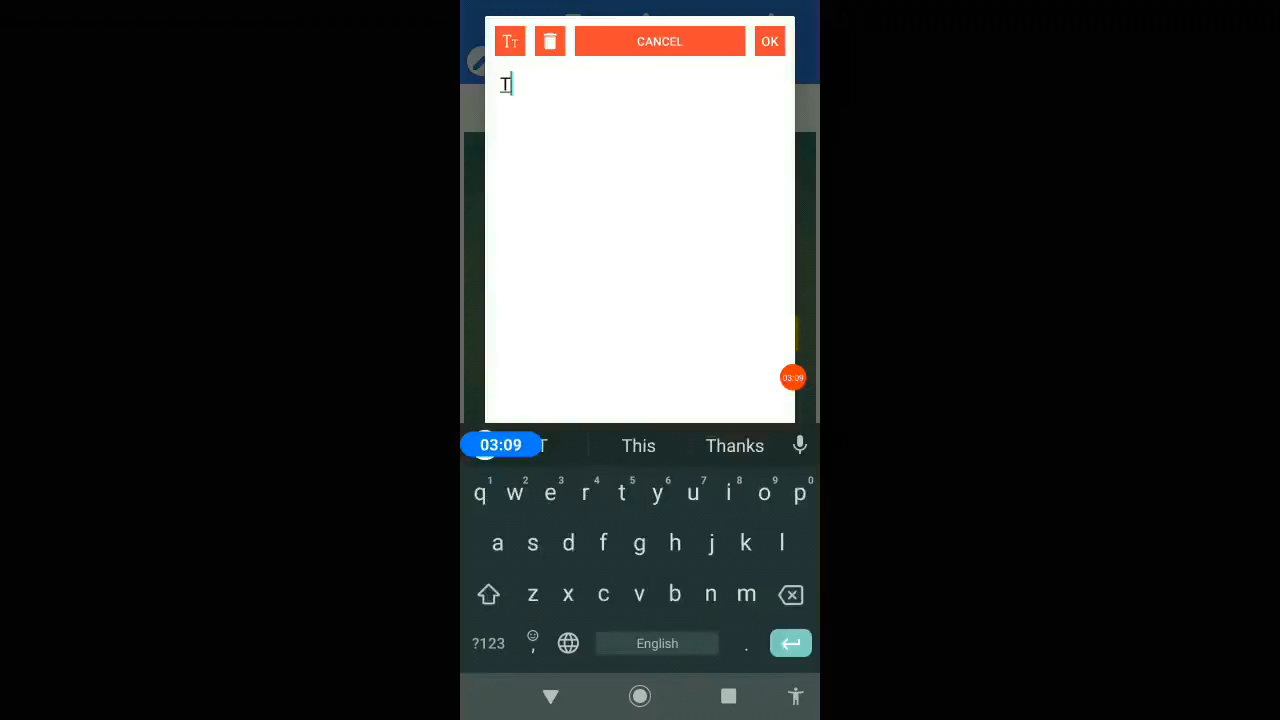 TT CANCEL OK
T
03:09
03:09 T This Thanks
1 2 3 4 5 6 7 8 9 0
q w e r t y u i o p
a s d f g h j k l
z x c v b n m
?123 , English .